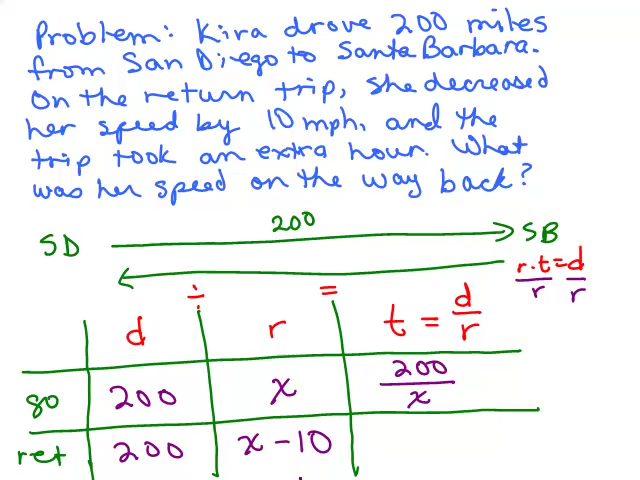 Problem: Kira drove 200 miles
from San Diego to Santa Barbara.
On the return trip, she decreased
her speed by 10 mph, and the
trip took an extra hour. What
was her speed on the way back?
200
SD SB
r·t=d
r r
÷ =
d r t = d/r
go 200 x 200/x
ret 200 x - 10